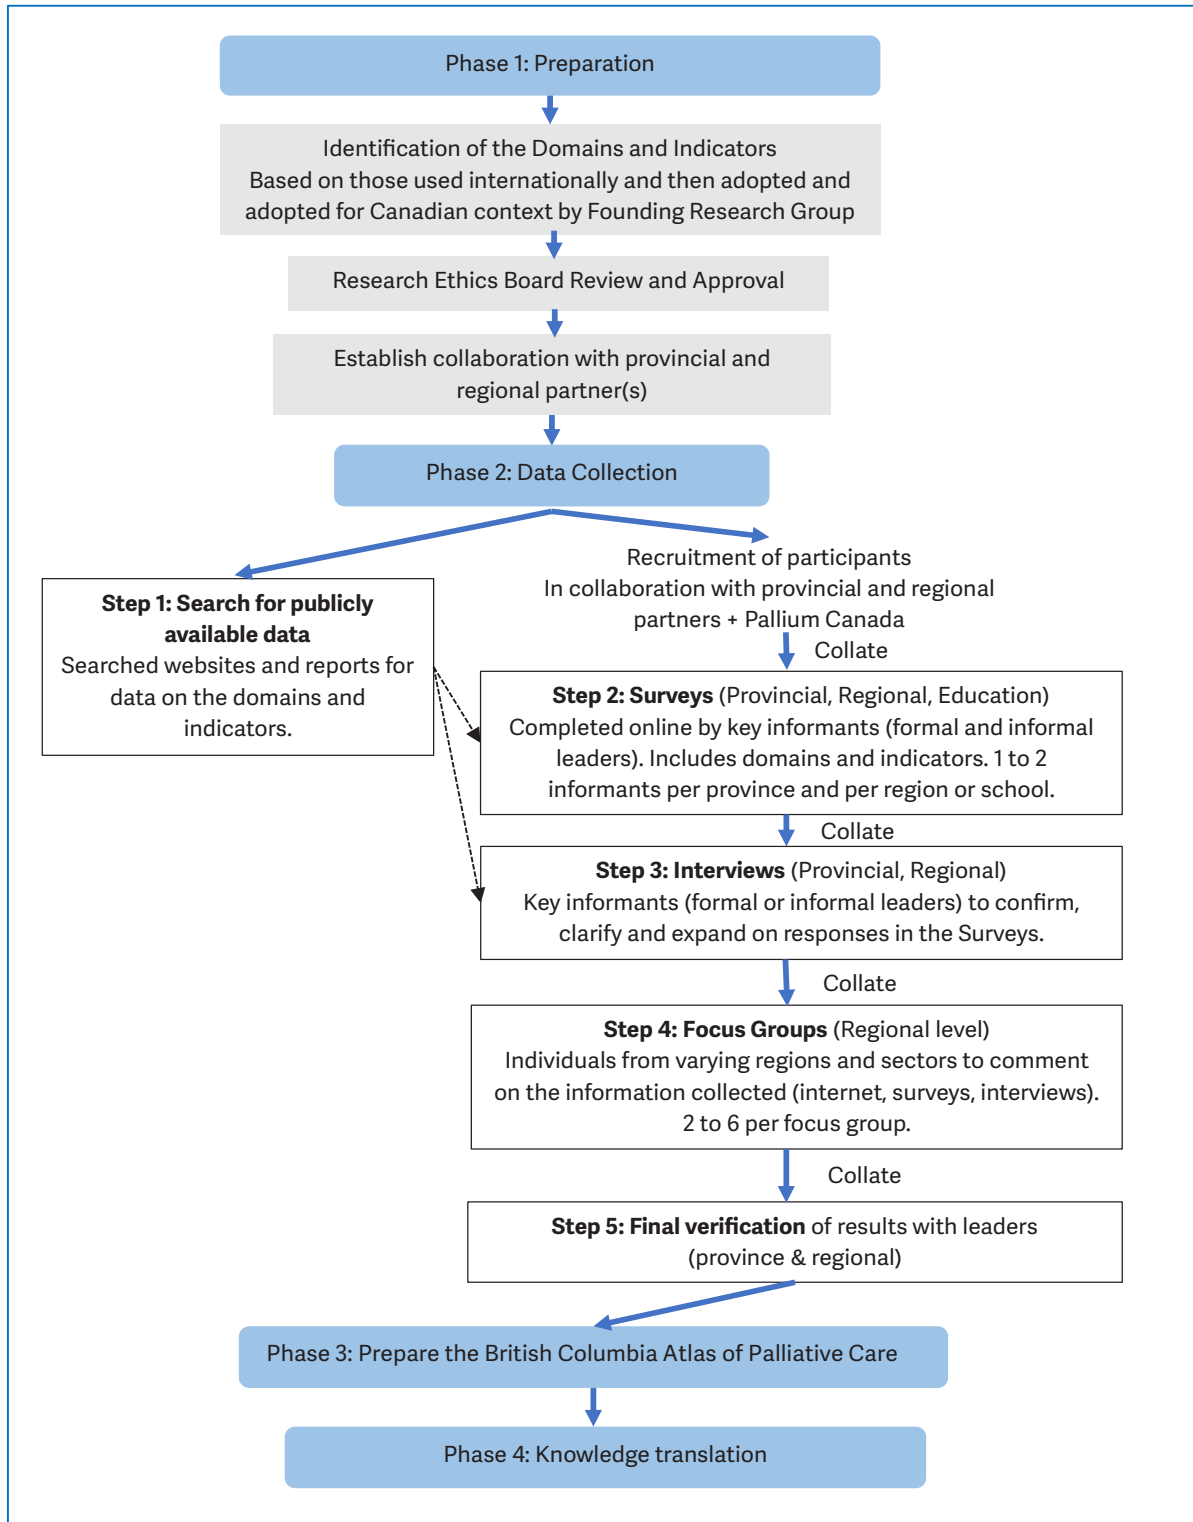 Phase 1: Preparation
Identification of the Domains and Indicators
Based on those used internationally and then adopted and
adopted for Canadian context by Founding Research Group
Research Ethics Board Review and Approval
Establish collaboration with provincial and
regional partner(s)
Phase 2: Data Collection
Step 1: Search for publicly
available data
Searched websites and reports for
data on the domains and
indicators.
Recruitment of participants
In collaboration with provincial and regional
partners + Pallium Canada
Collate
Step 2: Surveys (Provincial, Regional, Education)
Completed online by key informants (formal and informal
leaders). Includes domains and indicators. 1 to 2
informants per province and per region or school.
Collate
Step 3: Interviews (Provincial, Regional)
Key informants (formal or informal leaders) to confirm,
clarify and expand on responses in the Surveys.
Collate
Step 4: Focus Groups (Regional level)
Individuals from varying regions and sectors to comment
on the information collected (internet, surveys, interviews).
2 to 6 per focus group.
Collate
Step 5: Final verification of results with leaders
(province & regional)
Phase 3: Prepare the British Columbia Atlas of Palliative Care
Phase 4: Knowledge translation